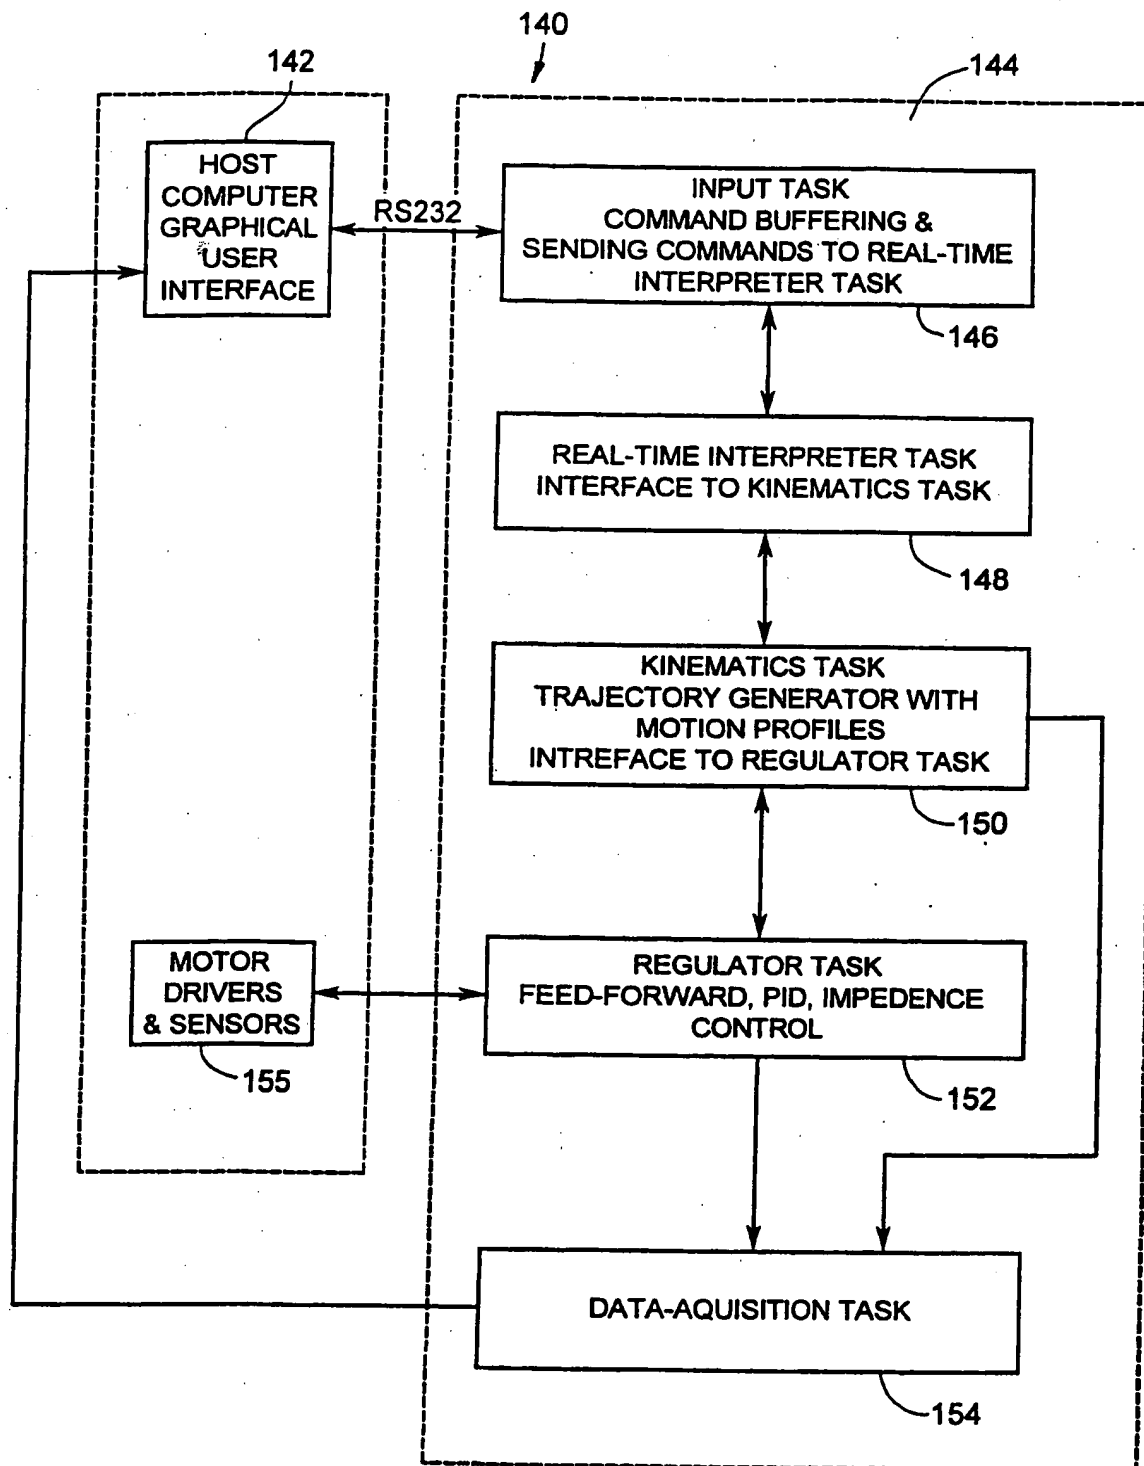 140
142
144
HOST
COMPUTER
GRAPHICAL
USER
INTERFACE
RS232
INPUT TASK
COMMAND BUFFERING &
SENDING COMMANDS TO REAL-TIME
INTERPRETER TASK
146
REAL-TIME INTERPRETER TASK
INTERFACE TO KINEMATICS TASK
148
KINEMATICS TASK
TRAJECTORY GENERATOR WITH
MOTION PROFILES
INTREFACE TO REGULATOR TASK
150
MOTOR
DRIVERS
& SENSORS
155
REGULATOR TASK
FEED-FORWARD, PID, IMPEDENCE
CONTROL
152
DATA-AQUISITION TASK
154